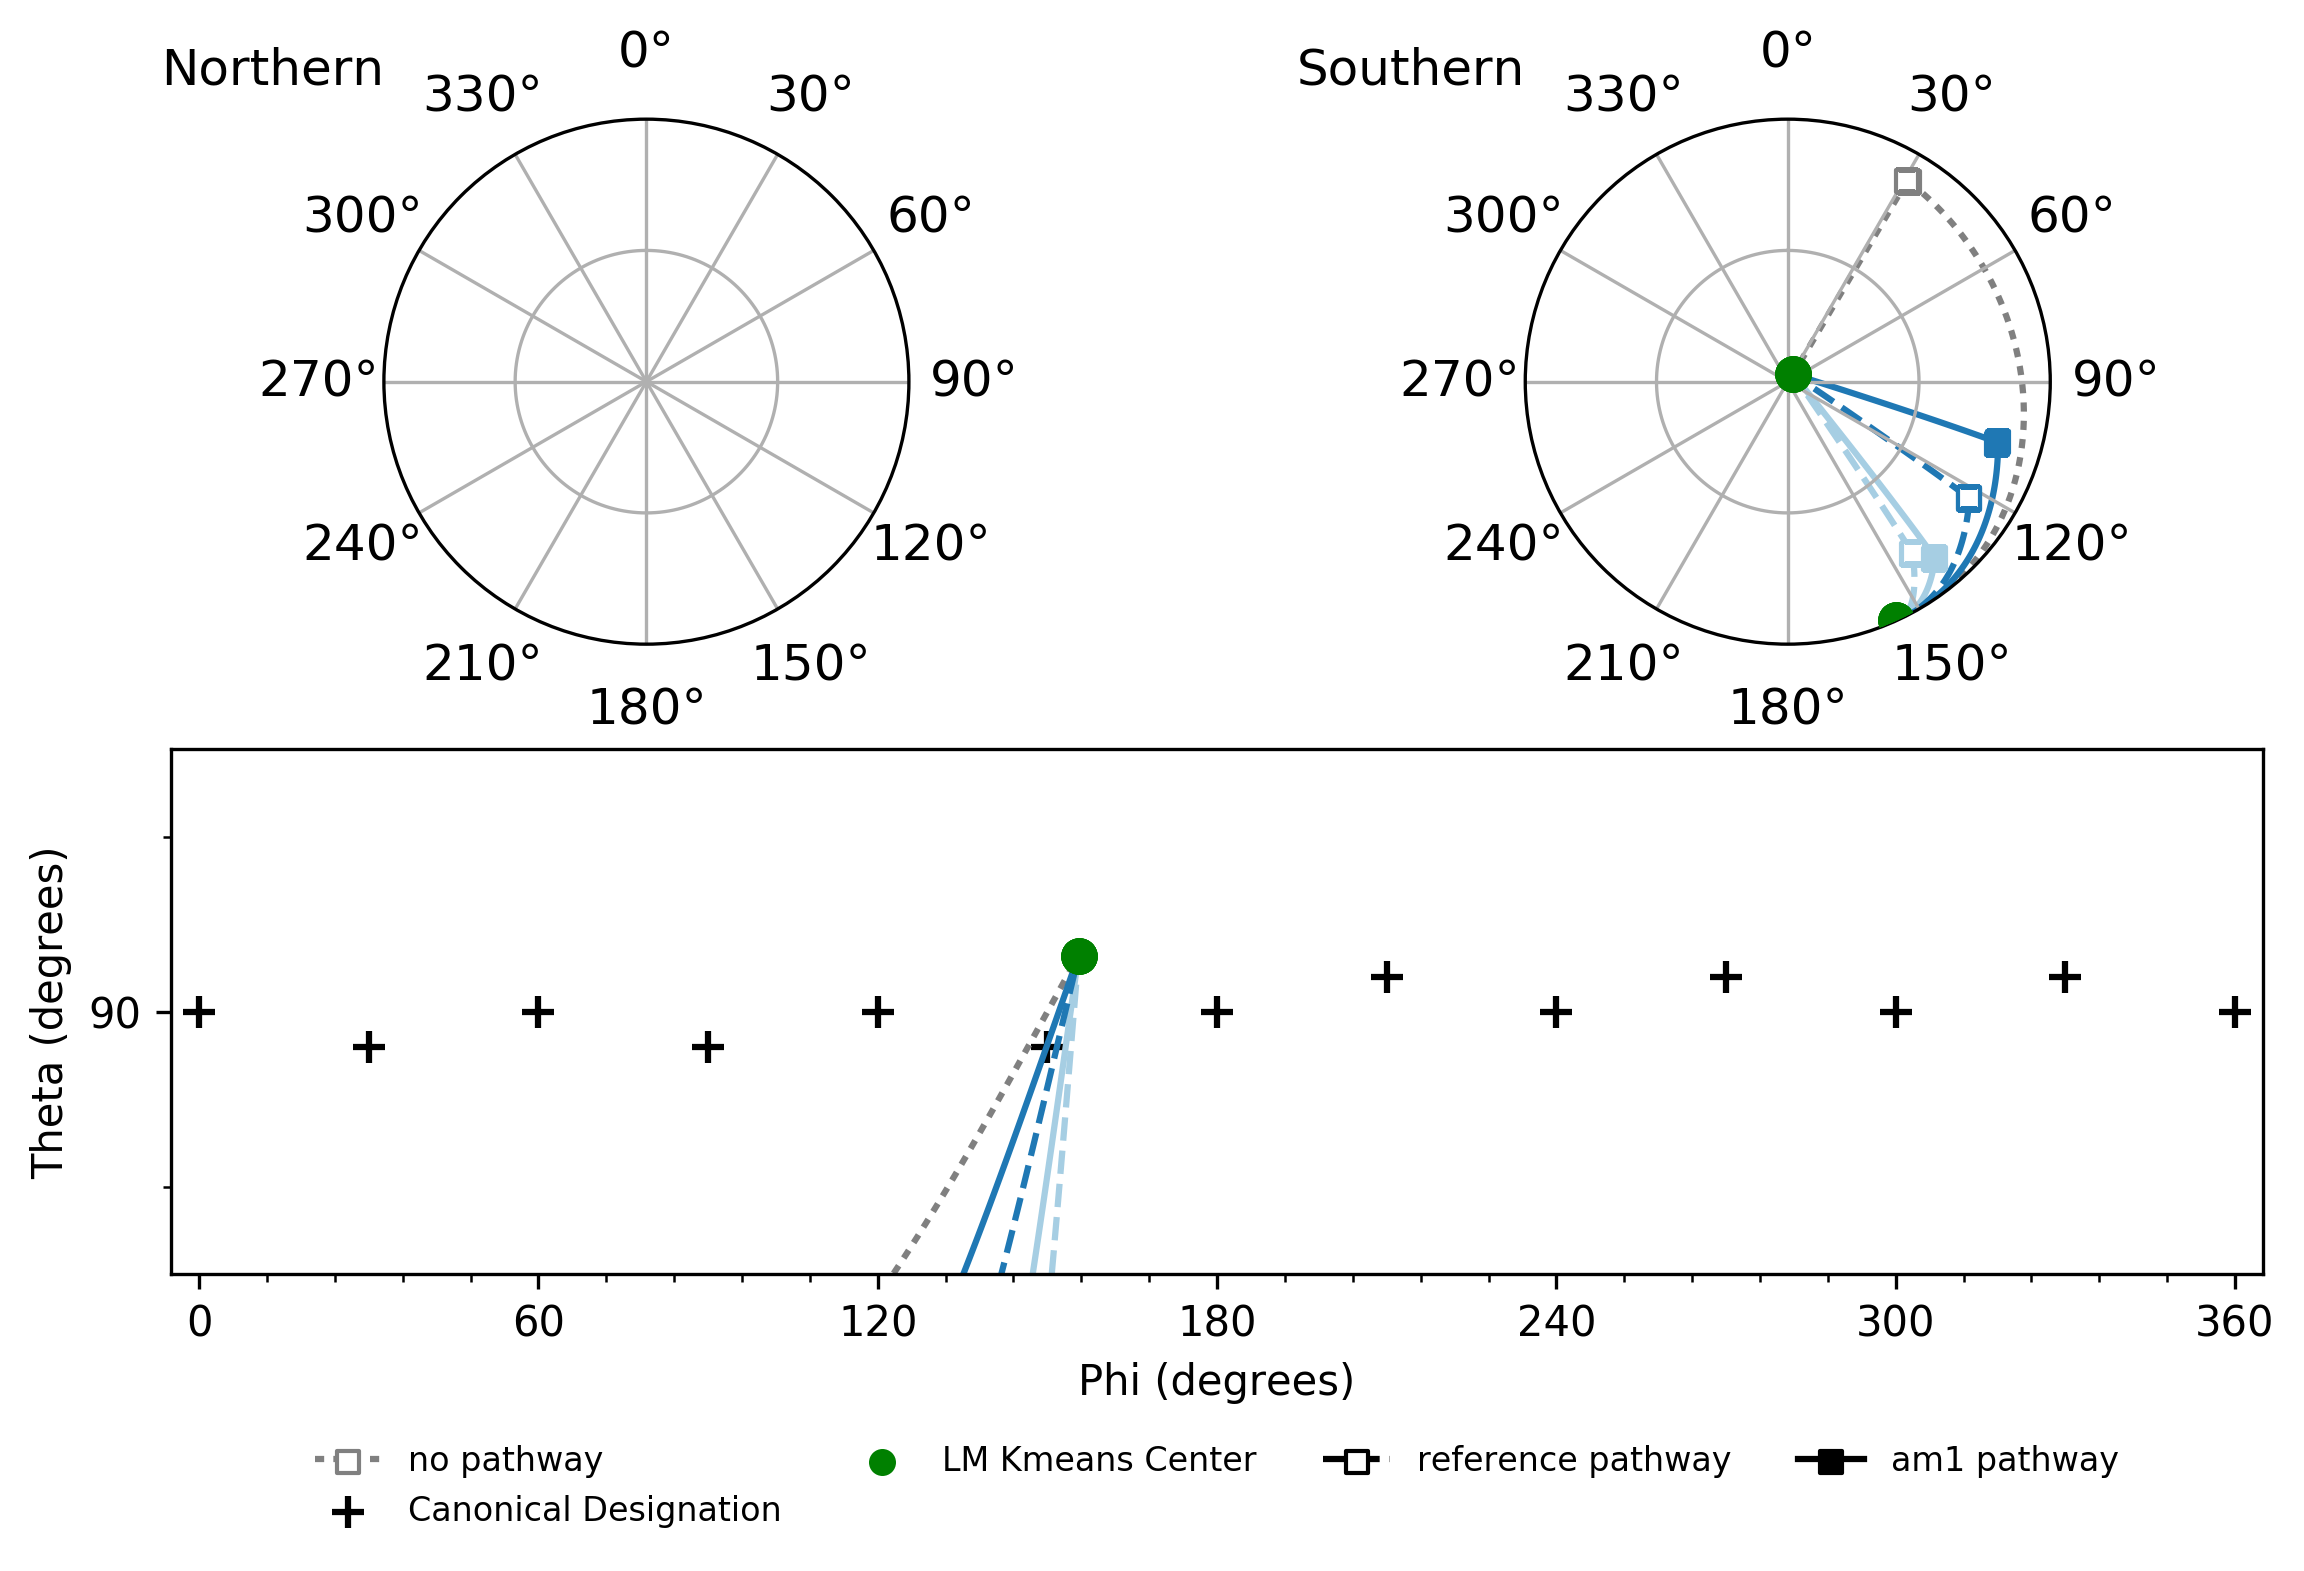 Northern
0°
30°
60°
90°
120°
150°
180°
210°
240°
270°
300°
330°
Southern
0°
30°
60°
90°
120°
150°
180°
210°
240°
270°
300°
330°
Theta (degrees)
90
0 60 120 180 240 300 360
Phi (degrees)
no pathway
Canonical Designation
LM Kmeans Center
reference pathway
am1 pathway